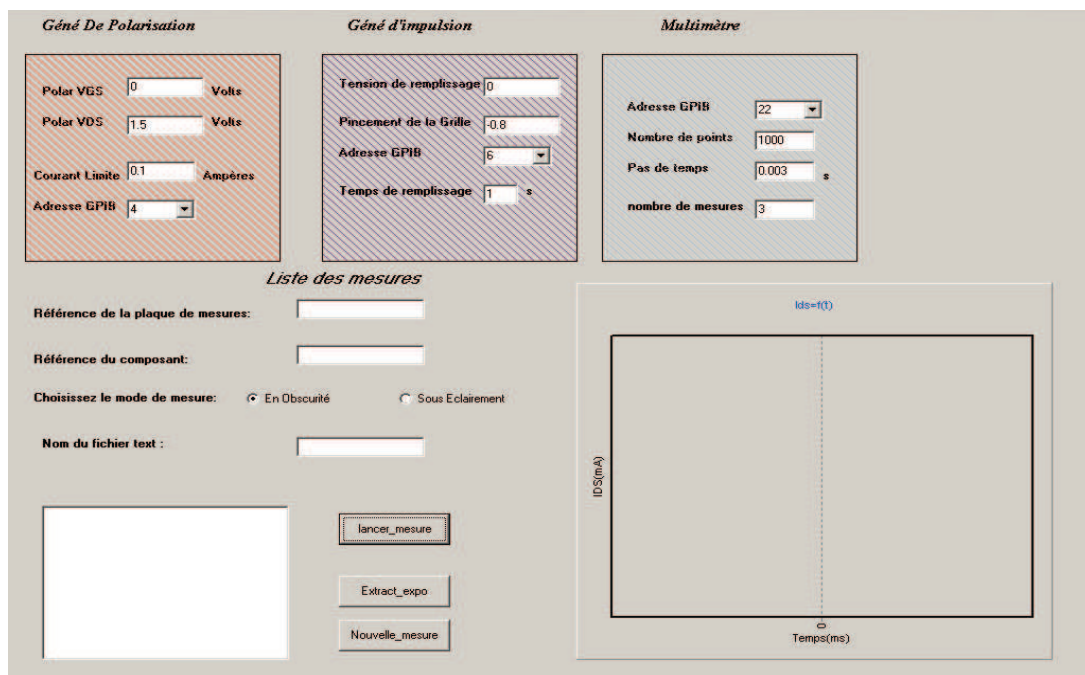 Géné De Polarisation
Polar VGS 0 Volts
Polar VDS 1.5 Volts
Courant Limite 0.1 Ampères
Adresse GPIB 4
Géné d'impulsion
Tension de remplissage 0
Pincement de la Grille -0.8
Adresse GPIB 6
Temps de remplissage 1 s
Multimètre
Adresse GPIB 22
Nombre de points 1000
Pas de temps 0.003 s
nombre de mesures 3
Liste des mesures
Référence de la plaque de mesures:
Référence du composant:
Choisissez le mode de mesure: En Obscurité Sous Eclairement
Nom du fichier text :
lancer_mesure
Extract_expo
Nouvelle_mesure
Ids=f(t)
IDS(mA)
0
Temps(ms)